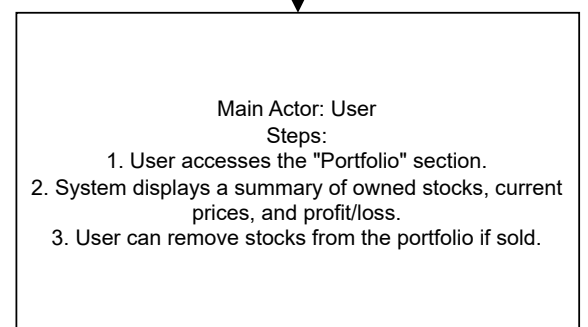 Main Actor: User
Steps:
1. User accesses the "Portfolio" section.
2. System displays a summary of owned stocks, current
prices, and profit/loss.
3. User can remove stocks from the portfolio if sold.